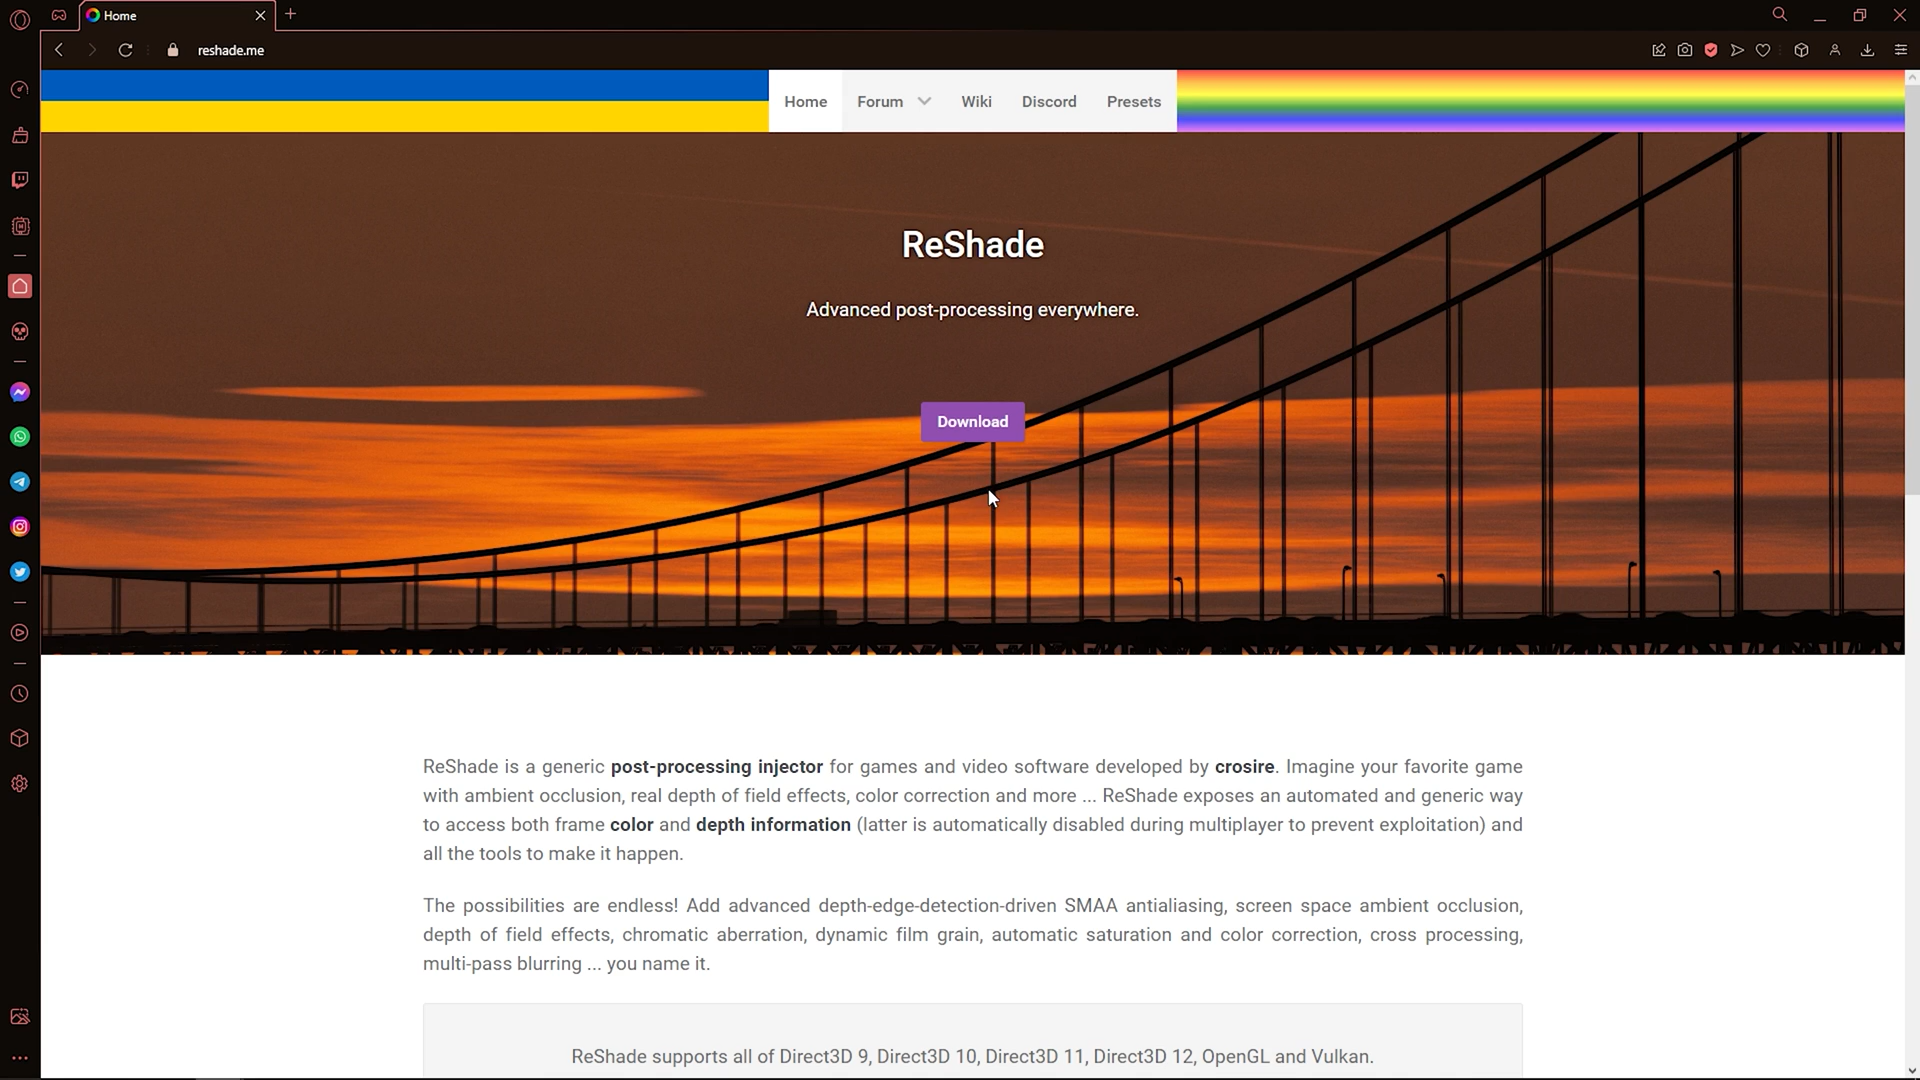 Home
reshade.me
Home Forum Wiki Discord Presets
ReShade
Advanced post-processing everywhere.
Download
ReShade is a generic post-processing injector for games and video software developed by crosire. Imagine your favorite game
with ambient occlusion, real depth of field effects, color correction and more ... ReShade exposes an automated and generic way
to access both frame color and depth information (latter is automatically disabled during multiplayer to prevent exploitation) and
all the tools to make it happen.
The possibilities are endless! Add advanced depth-edge-detection-driven SMAA antialiasing, screen space ambient occlusion,
depth of field effects, chromatic aberration, dynamic film grain, automatic saturation and color correction, cross processing,
multi-pass blurring ... you name it.
ReShade supports all of Direct3D 9, Direct3D 10, Direct3D 11, Direct3D 12, OpenGL and Vulkan.